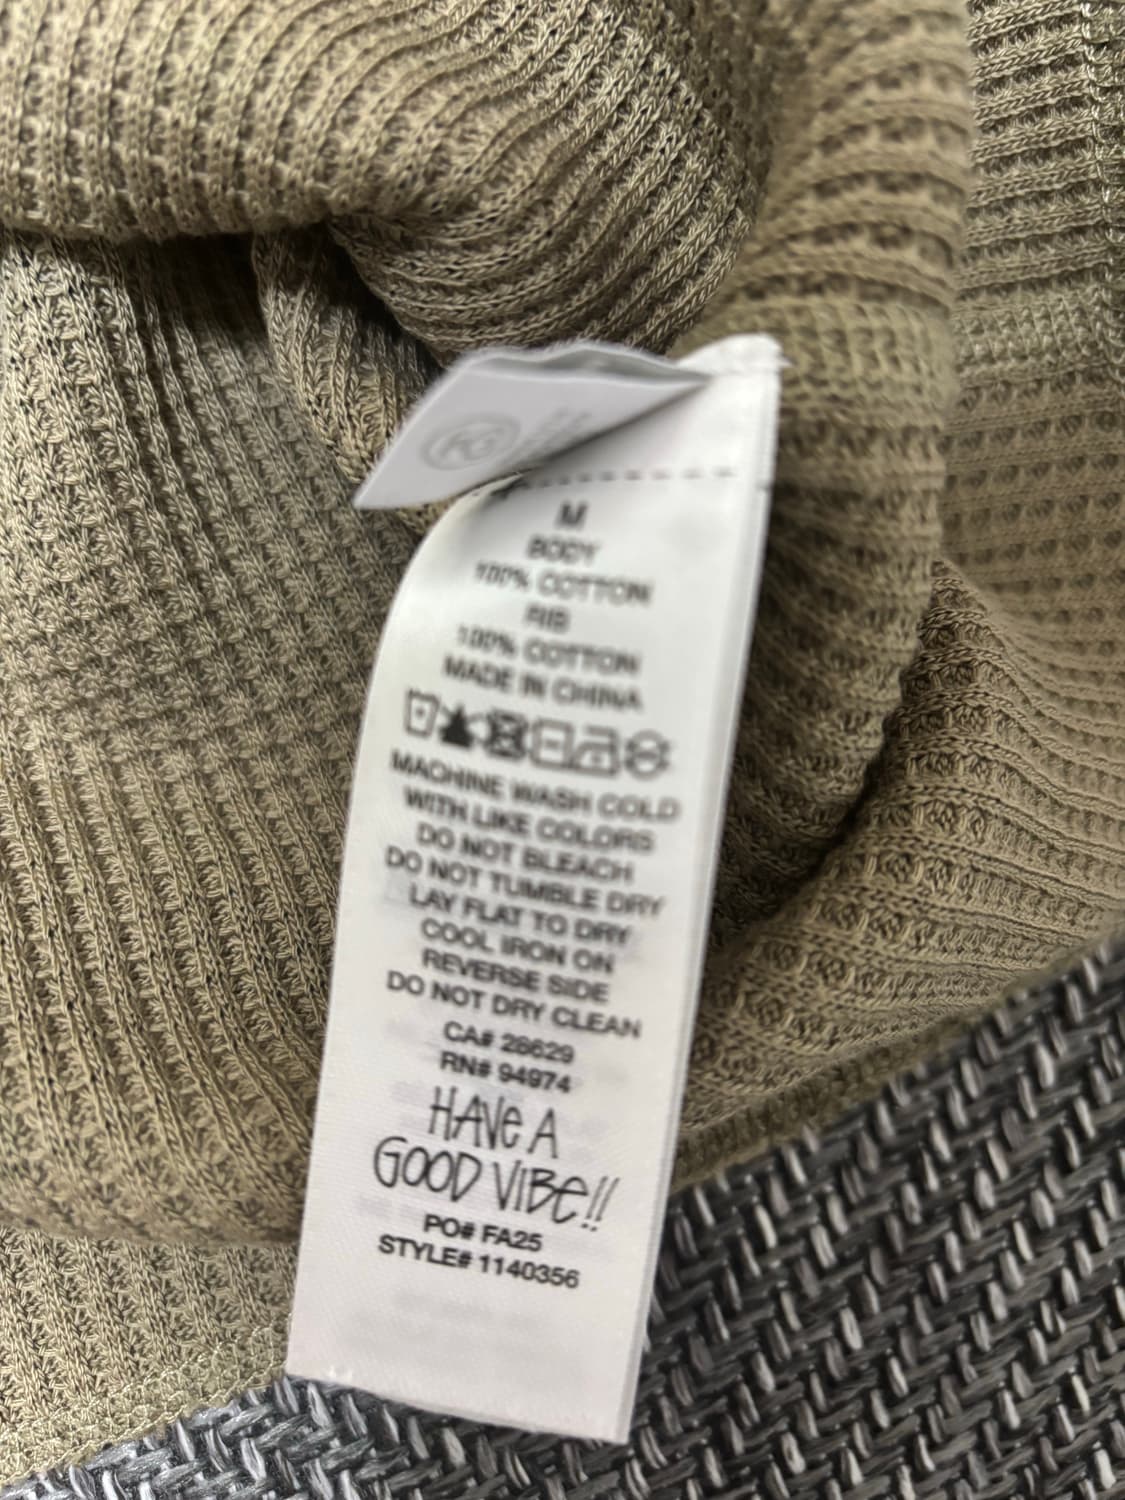 M
BODY
100% COTTON
RIB
100% COTTON
MADE IN CHINA
MACHINE WASH COLD
WITH LIKE COLORS
DO NOT BLEACH
DO NOT TUMBLE DRY
LAY FLAT TO DRY
COOL IRON ON
REVERSE SIDE
DO NOT DRY CLEAN
CA# 28629
RN# 94974
HAVE A
GOOD VIBE!!
PO# FA25
STYLE# 1140356